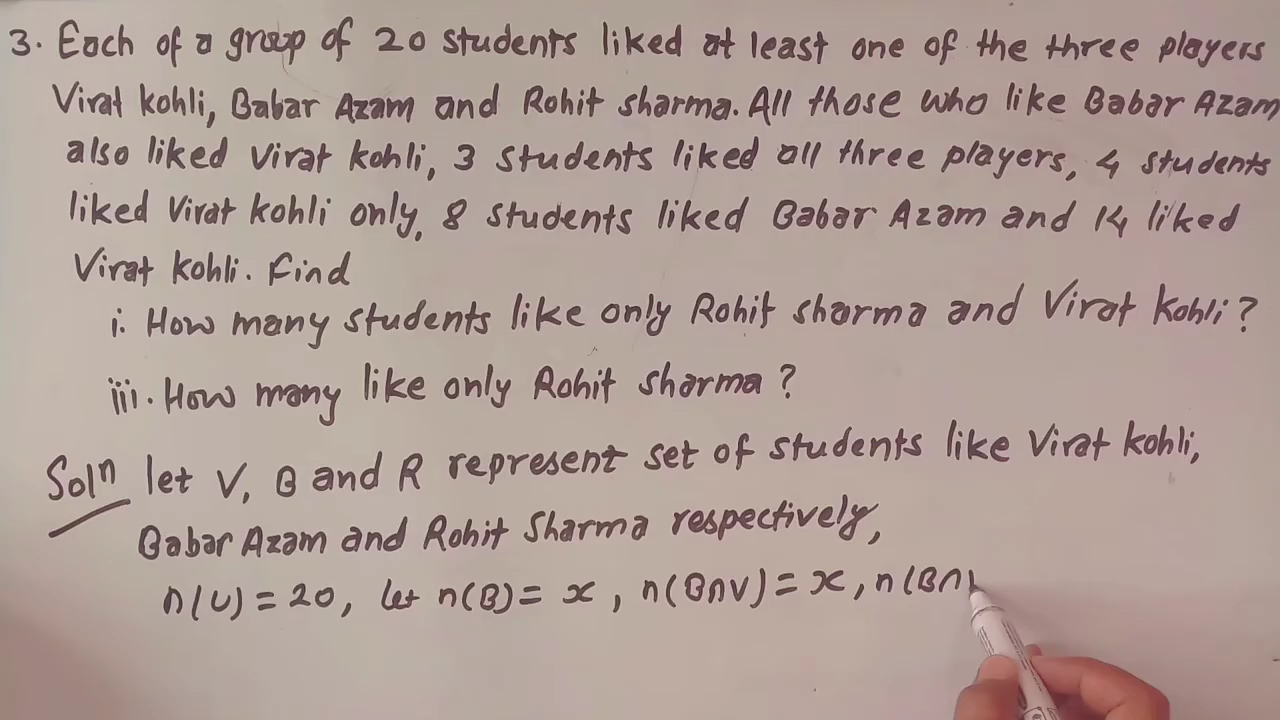 3. Each of a group of 20 students liked at least one of the three players
Virat kohli, Babar Azam and Rohit sharma. All those who like Babar Azam
also liked Virat kohli, 3 students liked all three players, 4 students
liked Virat kohli only, 8 students liked Babar Azam and 14 liked
Virat kohli. Find
i. How many students like only Rohit sharma and Virat kohli?
iii. How many like only Rohit sharma?
Solⁿ let V, B and R represent set of students like Virat kohli,
Babar Azam and Rohit Sharma respectively,
n(U) = 20, let n(B) = x, n(B∩V) = x, n(B∩